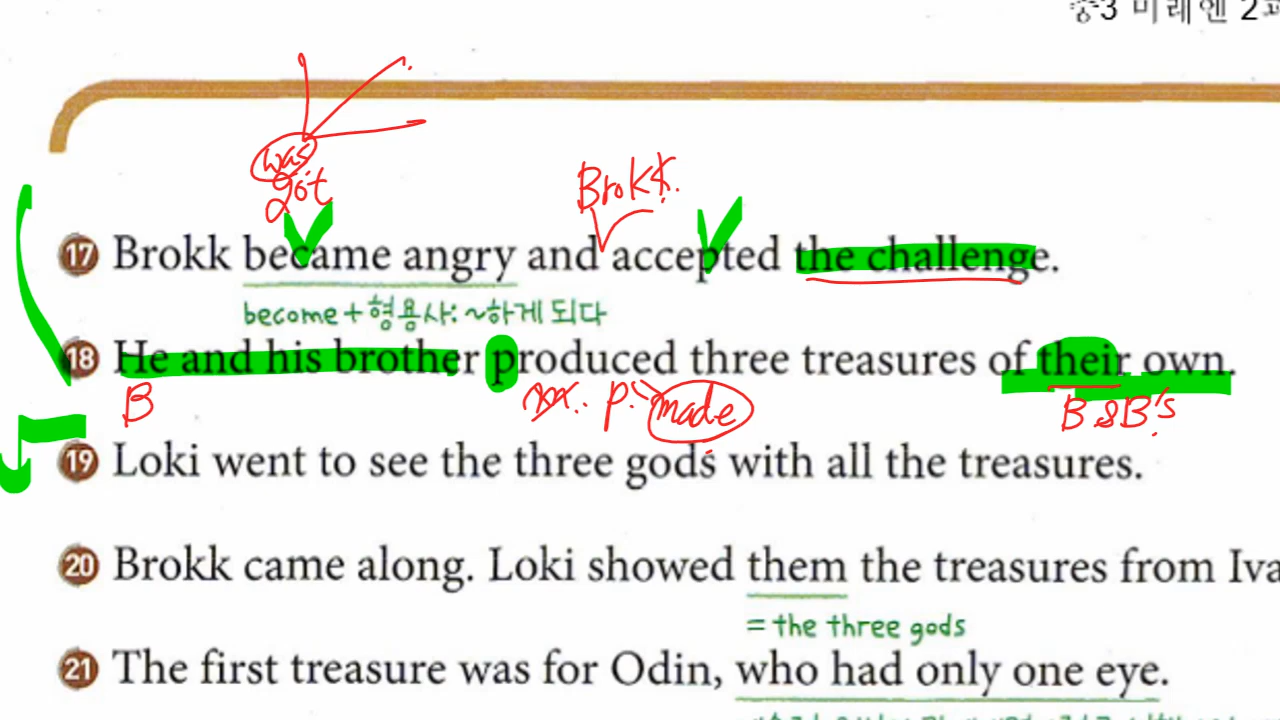 중3 미래엔 2과
was
got
Brokk.
17 Brokk became angry and accepted the challenge.
become+형용사: ~하게 되다
18 He and his brother produced three treasures of their own.
B
p. made
B & B's
19 Loki went to see the three gods with all the treasures.
20 Brokk came along. Loki showed them the treasures from Iva
= the three gods
21 The first treasure was for Odin, who had only one eye.